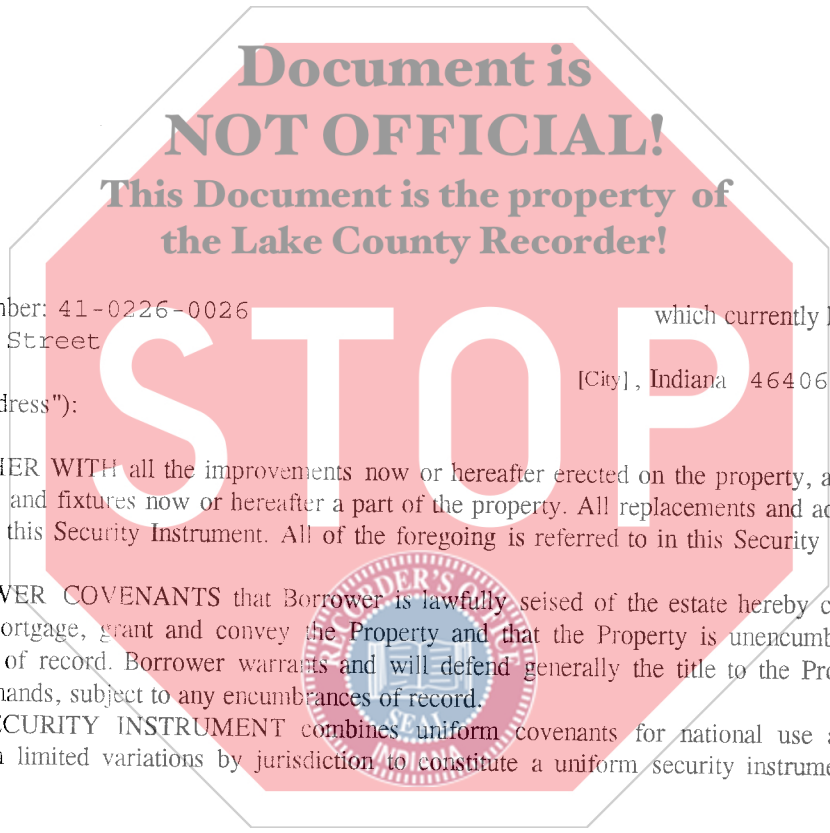 Document is
NOT OFFICIAL!
This Document is the property of
the Lake County Recorder!
STOP
nber: 41-0226-0026 which currently
Street
[City] , Indiana 46406
dress"):
HER WITH all the improvements now or hereafter erected on the property, a
and fixtures now or hereafter a part of the property. All replacements and ad
this Security Instrument. All of the foregoing is referred to in this Security
WER COVENANTS that Borrower is lawfully seised of the estate hereby c
ortgage, grant and convey the Property and that the Property is unencumb
of record. Borrower warrants and will defend generally the title to the Pro
nands, subject to any encumbrances of record.
ECURITY INSTRUMENT combines uniform covenants for national use a
limited variations by jurisdiction to constitute a uniform security instrume
RECORDER'S OFFICE
SEAL
INDIANA